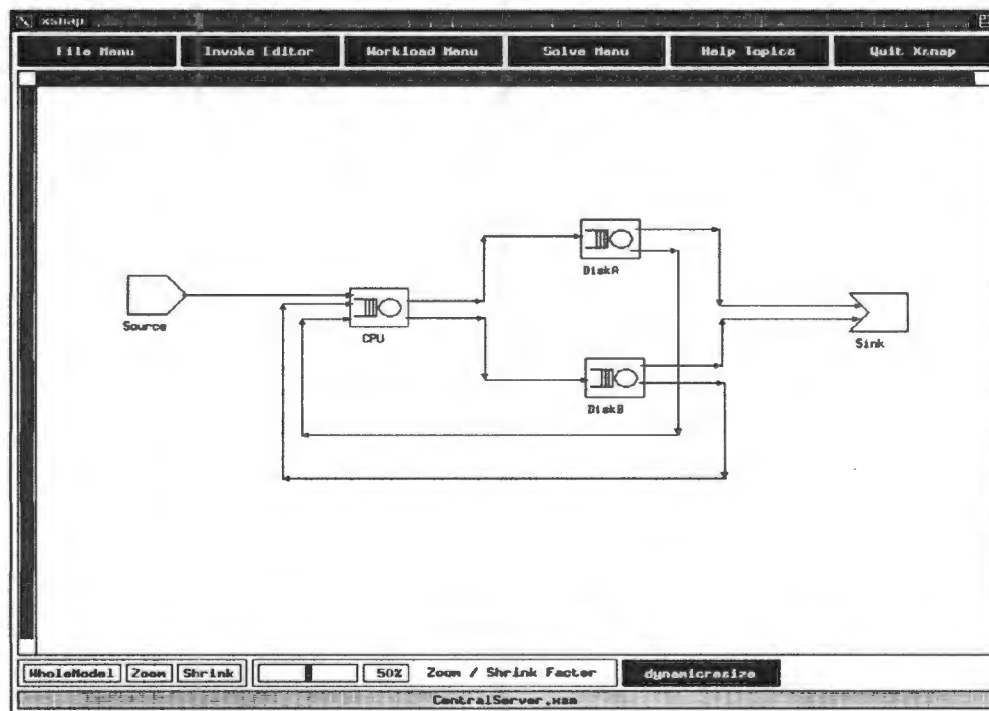 xsnap
File Menu Invoke Editor Workload Menu Solve Menu Help Topics Quit Xsnap
DiskA
Source
CPU
Sink
DiskB
WholeModel Zoom Shrink 50% Zoom / Shrink Factor dynamicresize
CentralServer.xsm